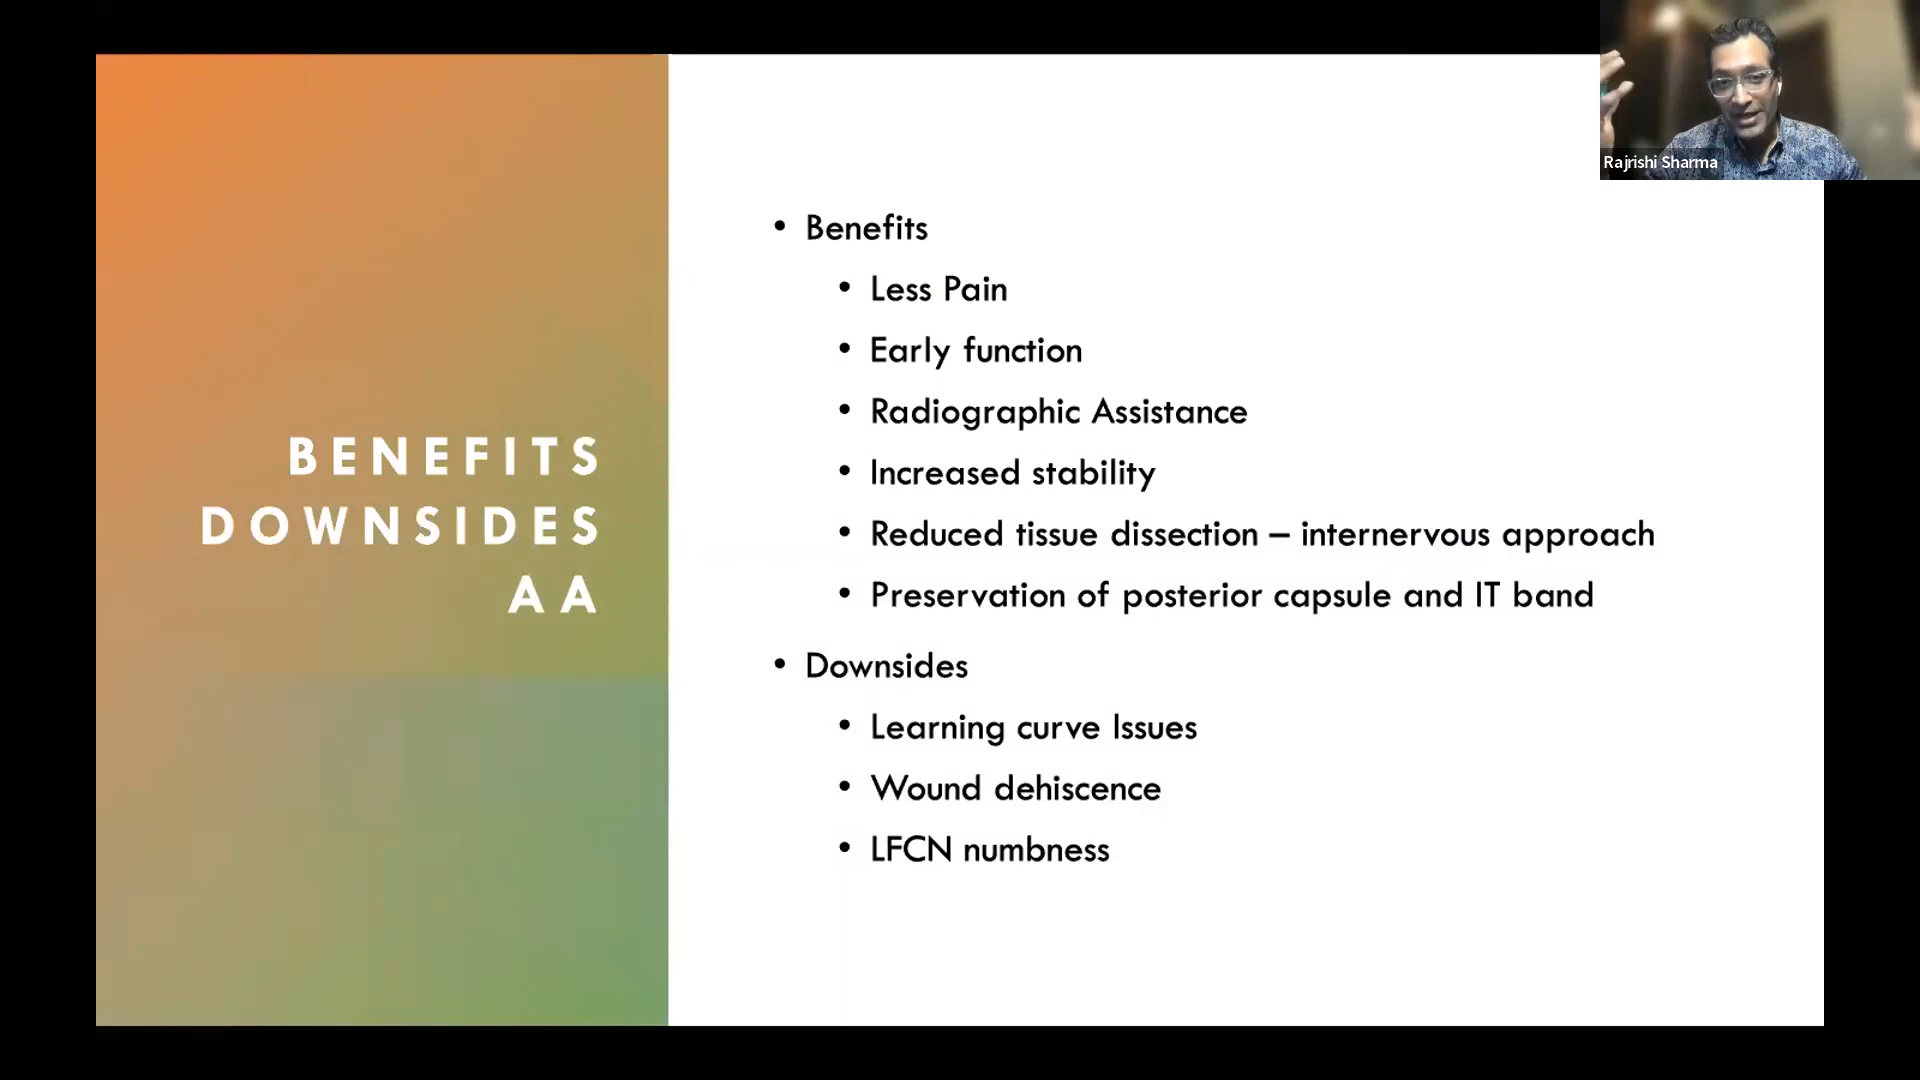 BENEFITS
DOWNSIDES
AA
• Benefits
• Less Pain
• Early function
• Radiographic Assistance
• Increased stability
• Reduced tissue dissection – internervous approach
• Preservation of posterior capsule and IT band
• Downsides
• Learning curve Issues
• Wound dehiscence
• LFCN numbness
Rajrishi Sharma